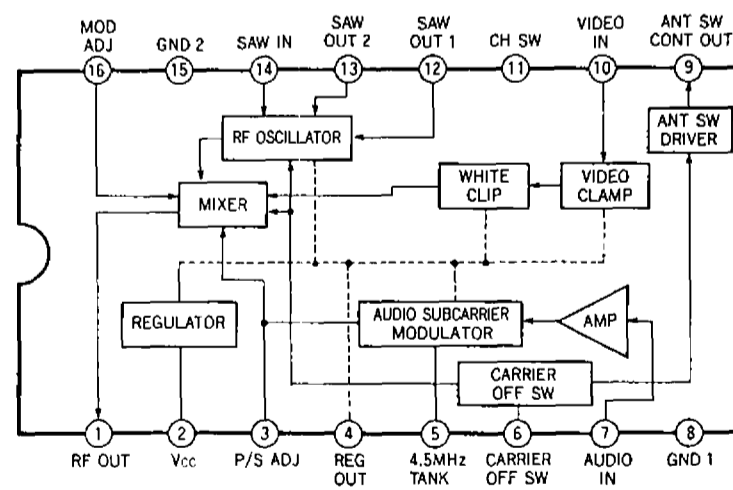 MOD
ADJ
GND 2
SAW IN
SAW
OUT 2
SAW
OUT 1
CH SW
VIDEO
IN
ANT SW
CONT OUT
16
15
14
13
12
11
10
9
RF OSCILLATOR
ANT SW
DRIVER
MIXER
WHITE
CLIP
VIDEO
CLAMP
REGULATOR
AUDIO SUBCARRIER
MODULATOR
AMP
CARRIER
OFF SW
1
2
3
4
5
6
7
8
RF OUT
Vcc
P/S ADJ
REG
OUT
4.5MHz
TANK
CARRIER
OFF SW
AUDIO
IN
GND 1